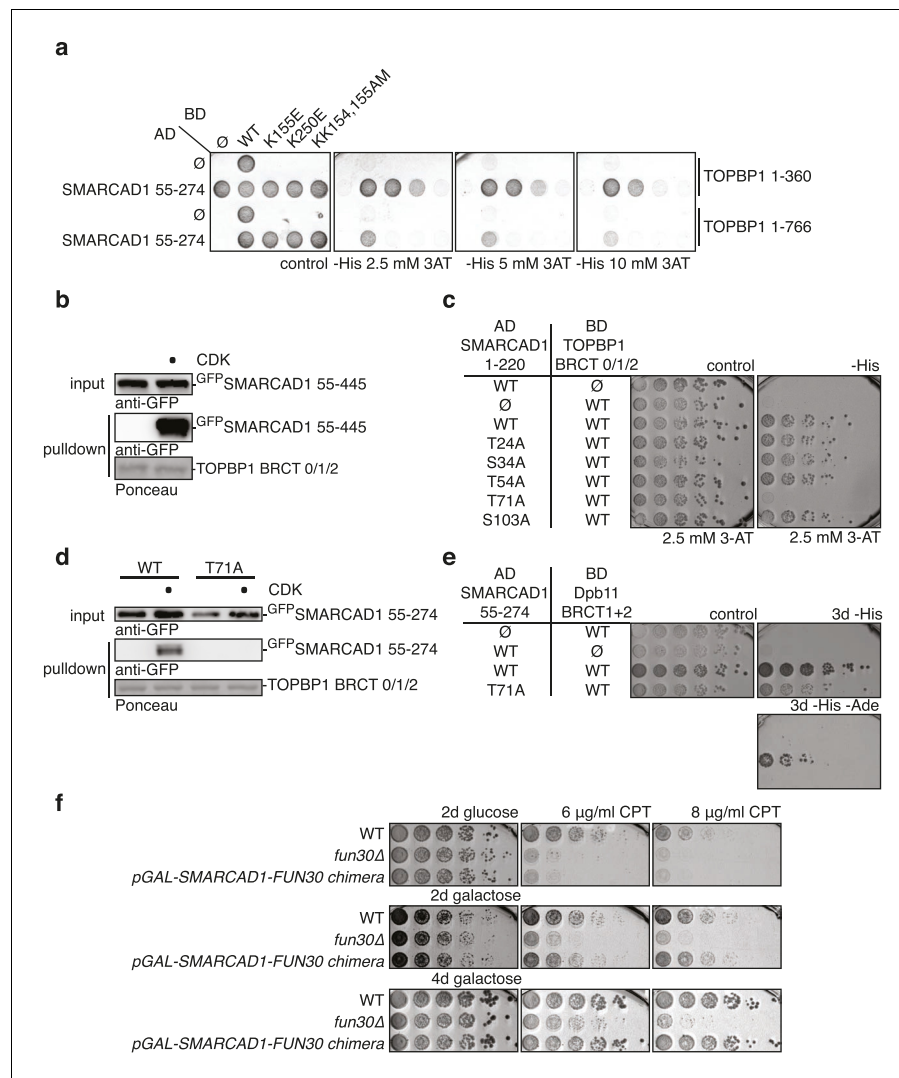 a
BD
AD
Ø
WT
K155E
K250E
KK154,155AM
Ø
SMARCAD1 55-274
Ø
SMARCAD1 55-274
TOPBP1 1-360
TOPBP1 1-766
control
-His 2.5 mM 3AT
-His 5 mM 3AT
-His 10 mM 3AT
b
CDK
input
GFPSMARCAD1 55-445
anti-GFP
pulldown
GFPSMARCAD1 55-445
anti-GFP
TOPBP1 BRCT 0/1/2
Ponceau
c
AD BD
SMARCAD1 TOPBP1
1-220 BRCT 0/1/2
control
-His
WT Ø
Ø WT
WT WT
T24A WT
S34A WT
T54A WT
T71A WT
S103A WT
2.5 mM 3-AT
2.5 mM 3-AT
d
WT
T71A
CDK
input
GFPSMARCAD1 55-274
anti-GFP
pulldown
GFPSMARCAD1 55-274
anti-GFP
TOPBP1 BRCT 0/1/2
Ponceau
e
AD BD
SMARCAD1 Dpb11
55-274 BRCT1+2
control
3d -His
Ø WT
WT Ø
WT WT
T71A WT
3d -His -Ade
f
2d glucose
6 µg/ml CPT
8 µg/ml CPT
WT
fun30Δ
pGAL-SMARCAD1-FUN30 chimera
2d galactose
WT
fun30Δ
pGAL-SMARCAD1-FUN30 chimera
4d galactose
WT
fun30Δ
pGAL-SMARCAD1-FUN30 chimera